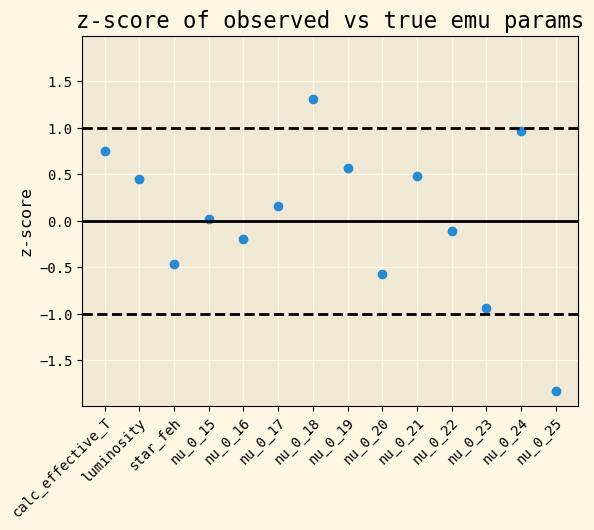 z-score of observed vs true emu params
z-score
1.5
1.0
0.5
0.0
−0.5
−1.0
−1.5
calc_effective_T
luminosity
star_feh
nu_0_15
nu_0_16
nu_0_17
nu_0_18
nu_0_19
nu_0_20
nu_0_21
nu_0_22
nu_0_23
nu_0_24
nu_0_25